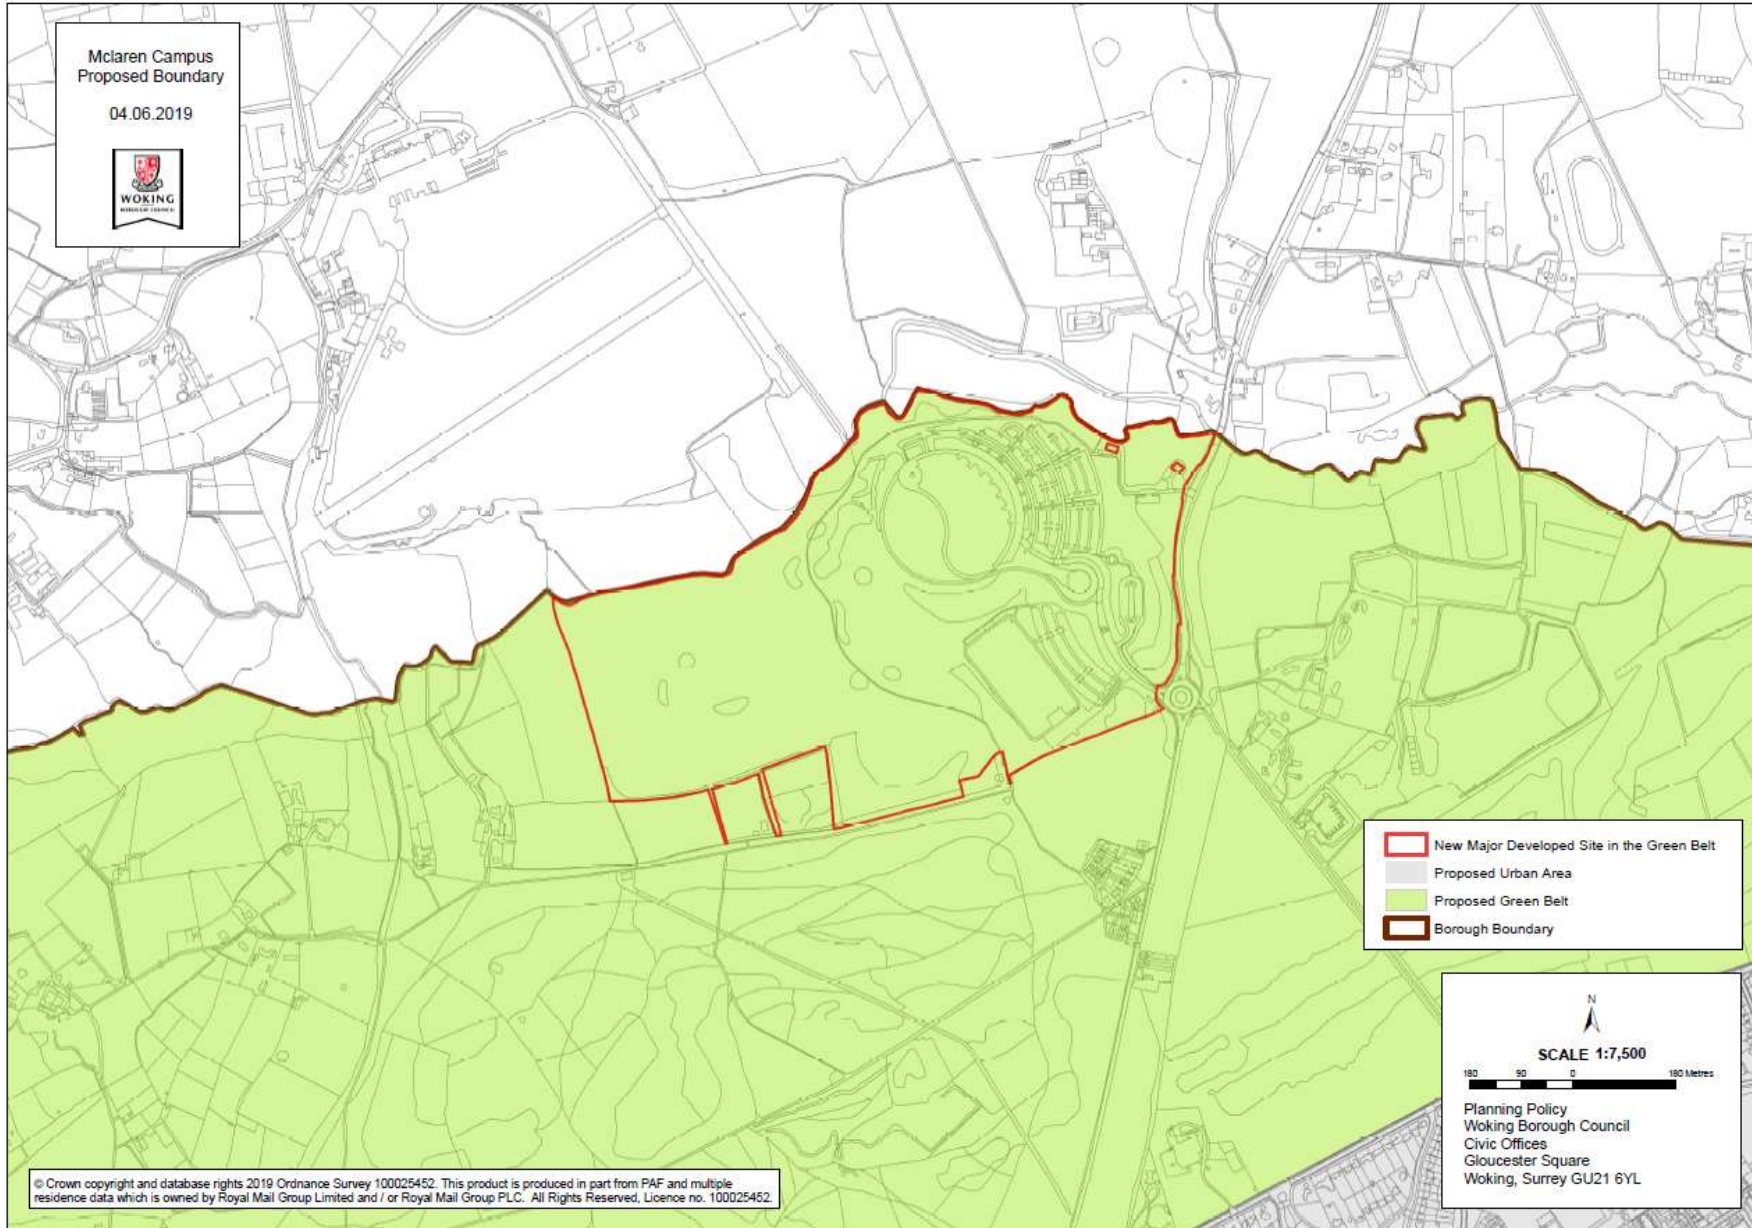 Mclaren Campus
Proposed Boundary
04.06.2019
WOKING
BOROUGH COUNCIL
New Major Developed Site in the Green Belt
Proposed Urban Area
Proposed Green Belt
Borough Boundary
N
SCALE 1:7,500
180 90 0 180 Metres
Planning Policy
Woking Borough Council
Civic Offices
Gloucester Square
Woking, Surrey GU21 6YL
© Crown copyright and database rights 2019 Ordnance Survey 100025452. This product is produced in part from PAF and multiple
residence data which is owned by Royal Mail Group Limited and / or Royal Mail Group PLC. All Rights Reserved, Licence no. 100025452.